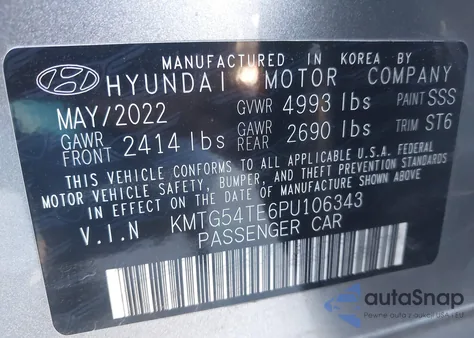 MANUFACTURED IN KOREA BY
HYUNDAI MOTOR COMPANY
MAY/2022 GVWR 4993 lbs PAINT SSS
GAWR FRONT 2414 lbs GAWR REAR 2690 lbs TRIM ST6
THIS VEHICLE CONFORMS TO ALL APPLICABLE U.S.A. FEDERAL
MOTOR VEHICLE SAFETY, BUMPER, AND THEFT PREVENTION STANDARDS
IN EFFECT ON THE DATE OF MANUFACTURE SHOWN ABOVE.
V.I.N KMTG54TE6PU106343
PASSENGER CAR
autoSnap